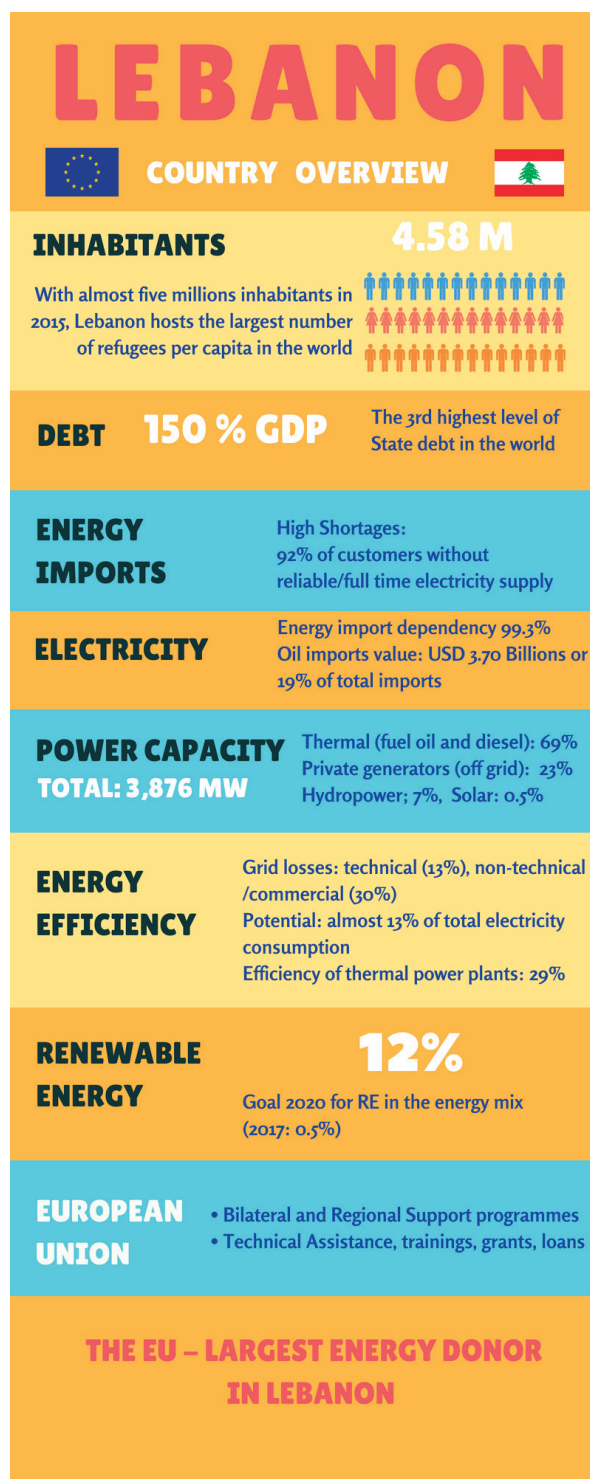 LEBANON
COUNTRY OVERVIEW
INHABITANTS
4.58 M
With almost five millions inhabitants in
2015, Lebanon hosts the largest number
of refugees per capita in the world
DEBT
150 % GDP
The 3rd highest level of
State debt in the world
ENERGY
IMPORTS
High Shortages:
92% of customers without
reliable/full time electricity supply
ELECTRICITY
Energy import dependency 99.3%
Oil imports value: USD 3.70 Billions or
19% of total imports
POWER CAPACITY
TOTAL: 3,876 MW
Thermal (fuel oil and diesel): 69%
Private generators (off grid): 23%
Hydropower; 7%, Solar: 0.5%
ENERGY
EFFICIENCY
Grid losses: technical (13%), non-technical
/commercial (30%)
Potential: almost 13% of total electricity
consumption
Efficiency of thermal power plants: 29%
RENEWABLE
ENERGY
12%
Goal 2020 for RE in the energy mix
(2017: 0.5%)
EUROPEAN
UNION
• Bilateral and Regional Support programmes
• Technical Assistance, trainings, grants, loans
THE EU – LARGEST ENERGY DONOR
IN LEBANON